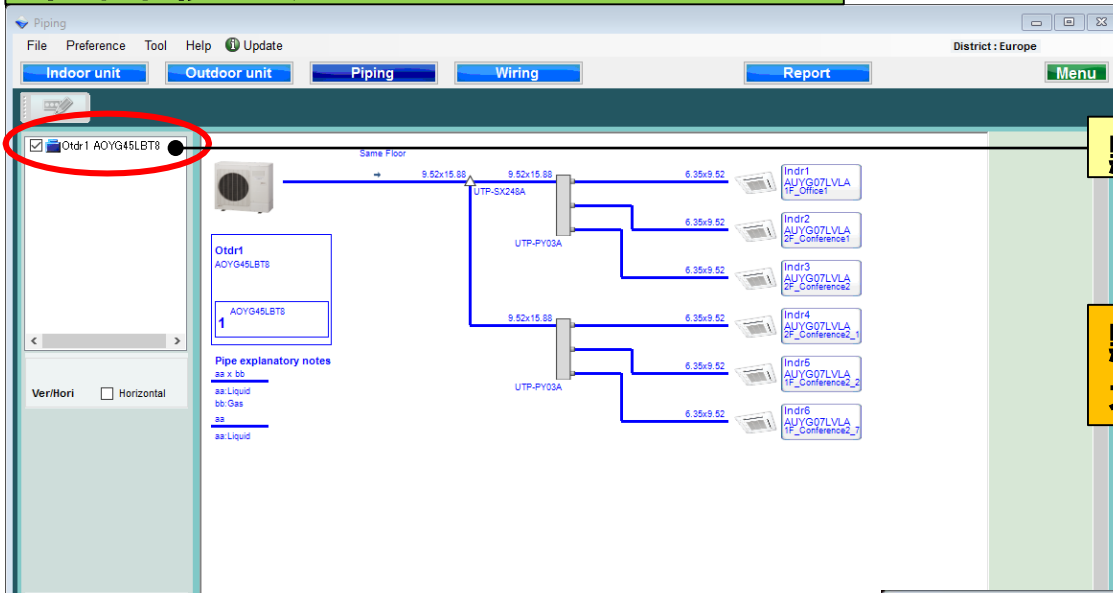 Piping
File Preference Tool Help Update
District : Europe
Indoor unit Outdoor unit Piping Wiring Report Menu
Otdr1 AOYG45LBT8
Ver/Hori Horizontal
Same Floor
9.52x15.88 9.52x15.88
UTP-SX248A
UTP-PY03A
6.35x9.52
Indr1
AUYG07LVLA
1F_Office1
6.35x9.52
Indr2
AUYG07LVLA
2F_Conference1
6.35x9.52
Indr3
AUYG07LVLA
2F_Conference2
9.52x15.88
UTP-PY03A
6.35x9.52
Indr4
AUYG07LVLA
2F_Conference2_1
6.35x9.52
Indr5
AUYG07LVLA
1F_Conference2_2
6.35x9.52
Indr6
AUYG07LVLA
1F_Conference2_7
Otdr1
AOYG45LBT8
AOYG45LBT8
1
Pipe explanatory notes
aa x bb
aa:Liquid
bb:Gas
aa
aa:Liquid